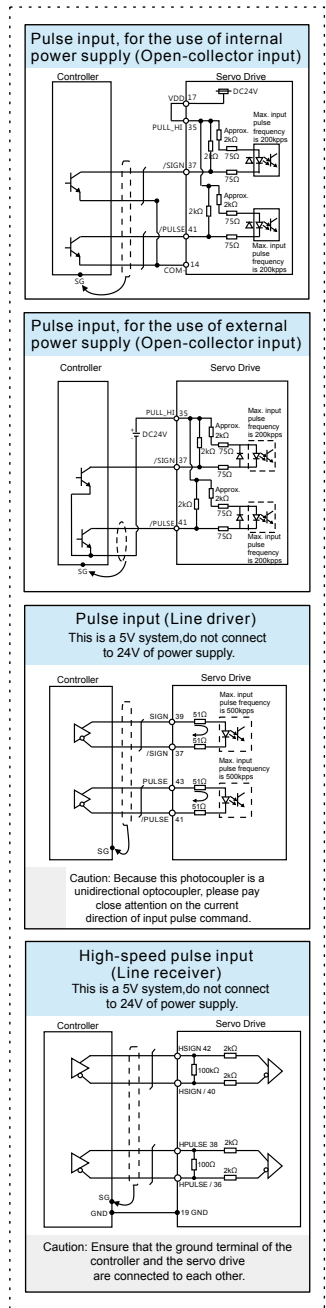 Pulse input, for the use of internal
power supply (Open-collector input)
Controller
Servo Drive
VDD 17
DC24V
PULL_HI 35
Max. input
pulse
frequency
is 200kpps
Approx.
2kΩ
2kΩ
75Ω
/SIGN 37
75Ω
Approx.
2kΩ
2kΩ
75Ω
/PULSE 41
75Ω
Max. input
pulse
frequency
is 200kpps
14
COM-
SG
Pulse input, for the use of external
power supply (Open-collector input)
Controller
Servo Drive
PULL_HI 35
Max. input
pulse
frequency
is 200kpps
+
-
DC24V
Approx.
2kΩ
2kΩ 75Ω
/SIGN 37
75Ω
Approx.
2kΩ
2kΩ
75Ω
/PULSE 41
75Ω
Max. input
pulse
frequency
is 200kpps
SG
Pulse input (Line driver)
This is a 5V system,do not connect
to 24V of power supply.
Controller
Servo Drive
Max. input
pulse frequency
is 500kpps
SIGN 39 51Ω
51Ω
/SIGN 37
Max. input
pulse frequency
is 500kpps
PULSE 43 51Ω
51Ω
/PULSE 41
SG
Caution: Because this photocoupler is a
unidirectional optocoupler, please pay
close attention on the current
direction of input pulse command.
High-speed pulse input
(Line receiver)
This is a 5V system,do not connect
to 24V of power supply.
Controller
Servo Drive
HSIGN 42 2kΩ
100kΩ
2kΩ
HSIGN / 40
HPULSE 38 2kΩ
100Ω
2kΩ
HPULSE / 36
SG
GND 19 GND
Caution: Ensure that the ground terminal of the
controller and the servo drive
are connected to each other.